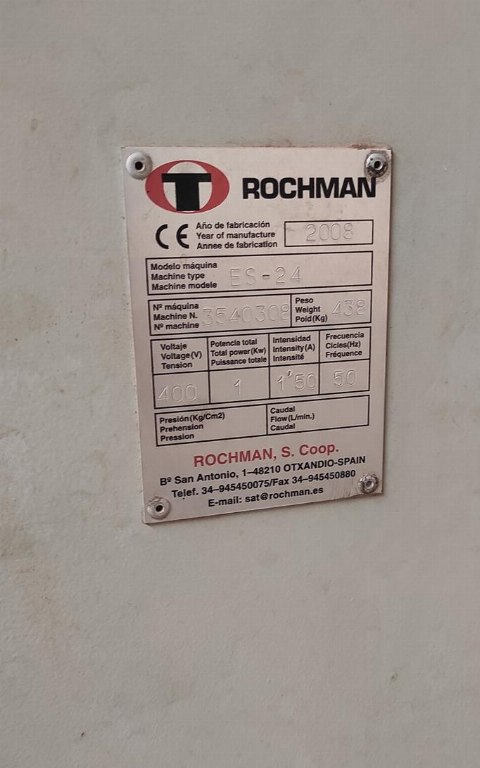 T ROCHMAN
CE
Año de fabricación
Year of manufacture
Annee de fabrication
2008
Modelo máquina
Machine type
Machine modele
ES-24
Nº máquina
Machine N.
Nº machine
3540308
Peso
Weight
Poid(Kg)
438
Voltaje
Voltage(V)
Tension
400
Potencia total
Total power(Kw)
Puissance totale
1
Intensidad
Intensity(A)
Intensité
1'50
Frecuencia
Cicles(Hz)
Fréquence
50
Presión(Kg/Cm2)
Prehension
Pression
Caudal
Flow(L/min.)
Caudal
ROCHMAN, S. Coop.
Bº San Antonio, 1-48210 OTXANDIO-SPAIN
Telef. 34-945450075/Fax 34-945450880
E-mail: sat@rochman.es